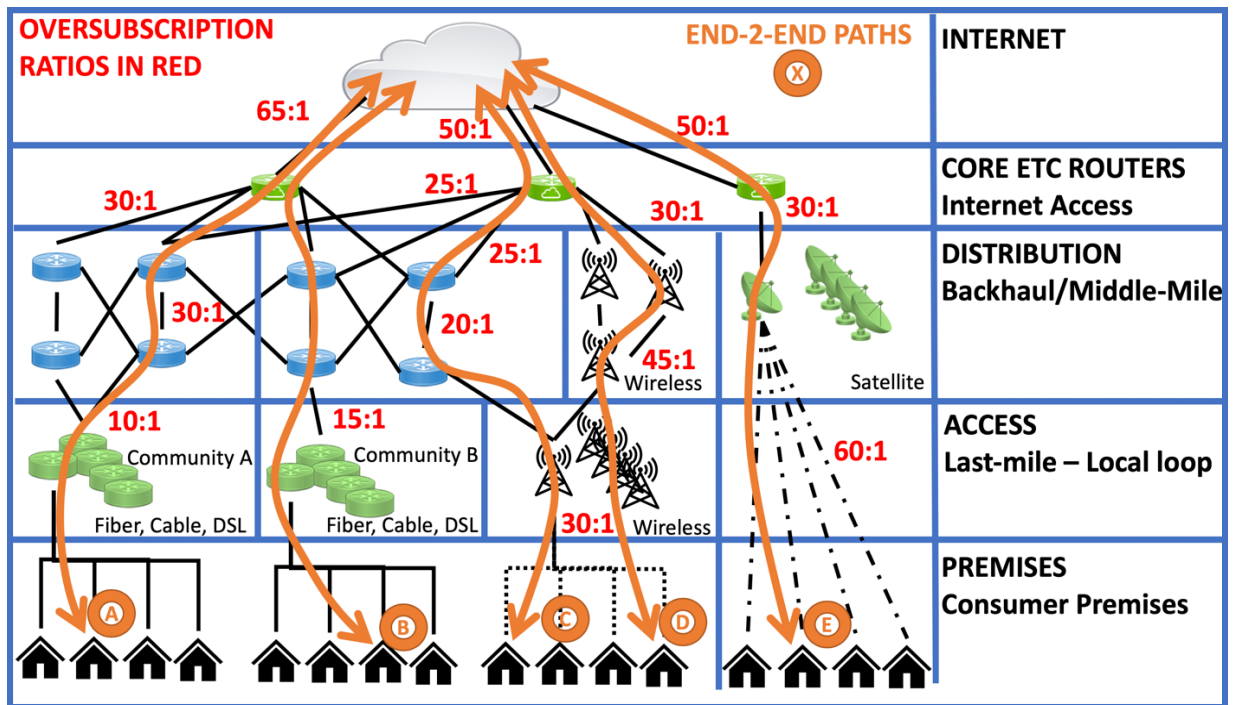 OVERSUBSCRIPTION
RATIOS IN RED
END-2-END PATHS
X
INTERNET
65:1
50:1
50:1
CORE ETC ROUTERS
Internet Access
30:1
25:1
30:1
30:1
DISTRIBUTION
Backhaul/Middle-Mile
25:1
30:1
20:1
45:1
Wireless
Satellite
ACCESS
Last-mile – Local loop
10:1
15:1
60:1
Community A
Community B
Fiber, Cable, DSL
Fiber, Cable, DSL
30:1
Wireless
PREMISES
Consumer Premises
A
B
C
D
E